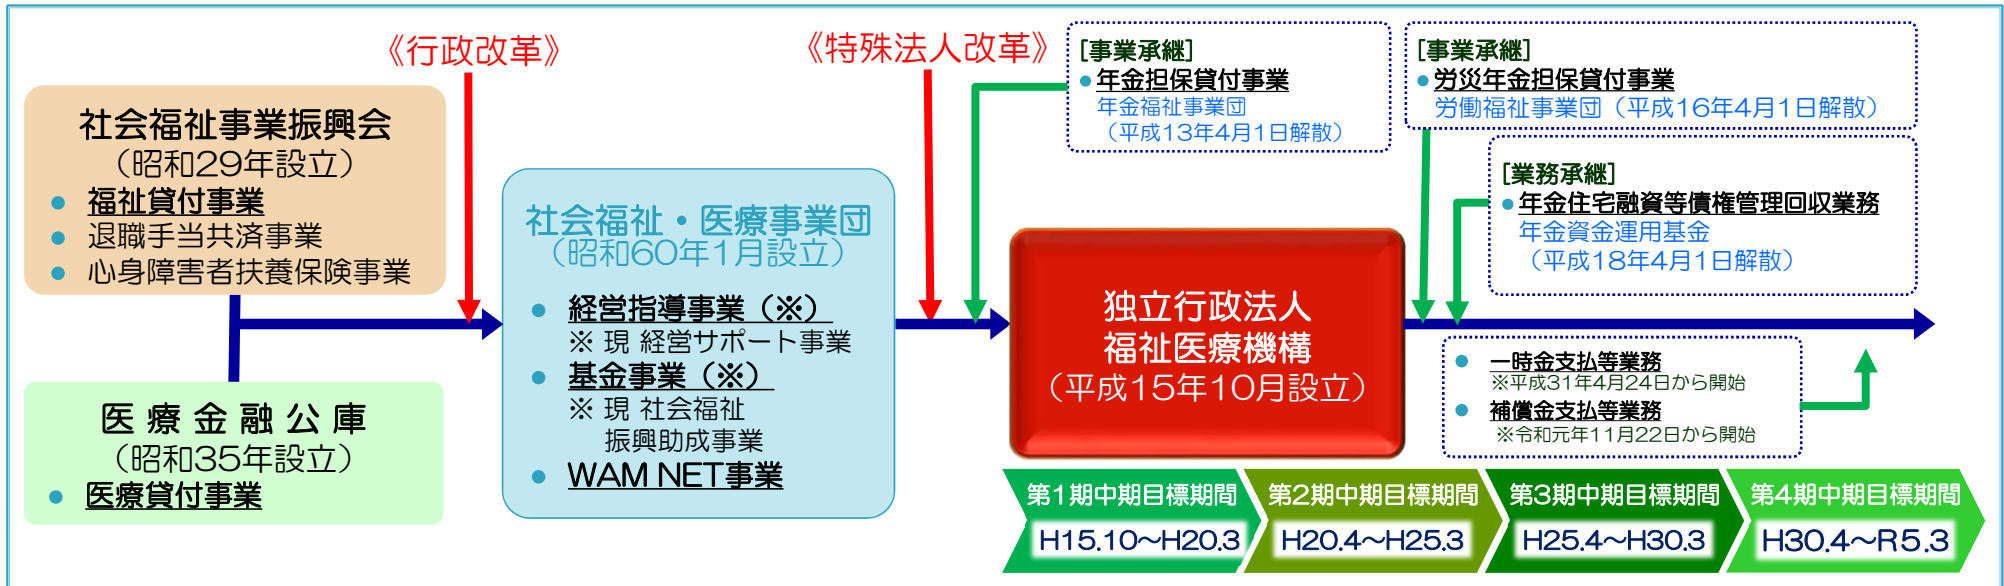 《行政改革》
《特殊法人改革》
社会福祉事業振興会
（昭和29年設立）
● 福祉貸付事業
● 退職手当共済事業
● 心身障害者扶養保険事業
医療金融公庫
（昭和35年設立）
● 医療貸付事業
社会福祉・医療事業団
（昭和60年1月設立）
● 経営指導事業（※）
※ 現 経営サポート事業
● 基金事業（※）
※ 現 社会福祉
振興助成事業
● WAM NET事業
[事業承継]
● 年金担保貸付事業
年金福祉事業団
（平成13年4月1日解散）
独立行政法人
福祉医療機構
（平成15年10月設立）
[事業承継]
● 労災年金担保貸付事業
労働福祉事業団（平成16年4月1日解散）
[業務承継]
● 年金住宅融資等債権管理回収業務
年金資金運用基金
（平成18年4月1日解散）
● 一時金支払等業務
※平成31年4月24日から開始
● 補償金支払等業務
※令和元年11月22日から開始
第1期中期目標期間
H15.10～H20.3
第2期中期目標期間
H20.4～H25.3
第3期中期目標期間
H25.4～H30.3
第4期中期目標期間
H30.4～R5.3